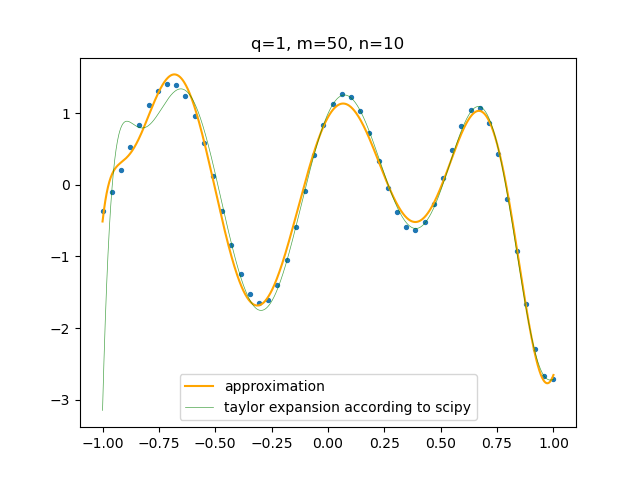 q=1, m=50, n=10
1
0
−1
−2
−3
approximation
taylor expansion according to scipy
−1.00 −0.75 −0.50 −0.25 0.00 0.25 0.50 0.75 1.00